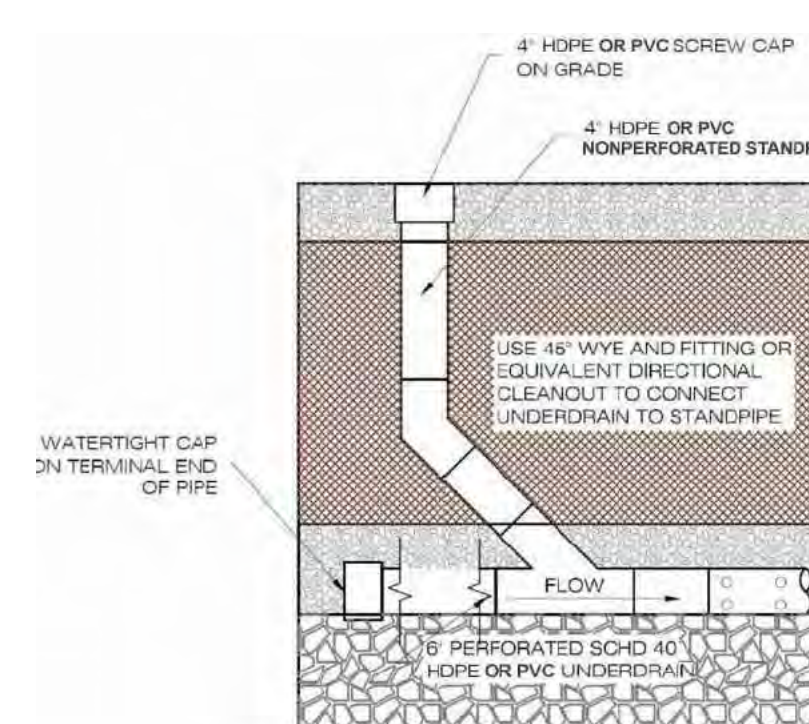 4" HDPE OR PVC SCREW CAP
ON GRADE
4" HDPE OR PVC
NONPERFORATED
USE 45° WYE AND FITTING OR
EQUIVALENT DIRECTIONAL
CLEANOUT TO CONNECT
UNDERDRAIN TO STANDPIPE
WATERTIGHT CAP
ON TERMINAL END
OF PIPE
FLOW
6" PERFORATED SCHD 40
HDPE OR PVC UNDERDRAIN